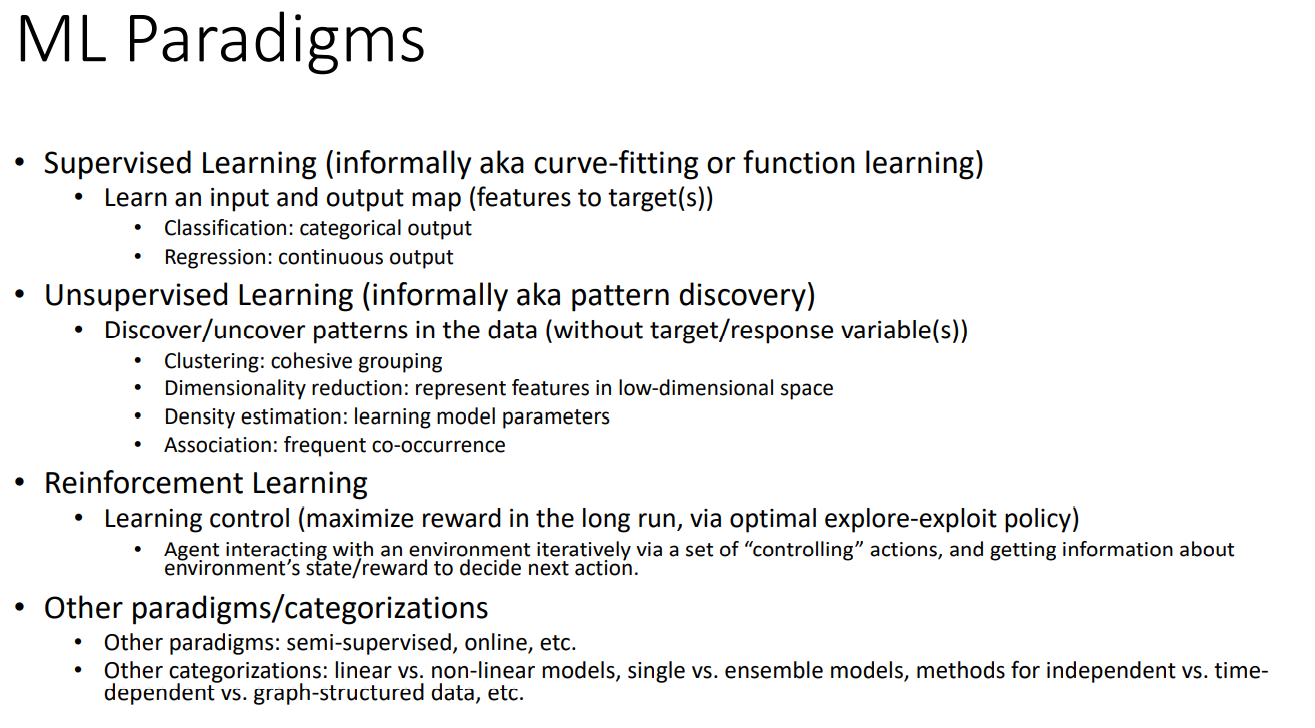 ML Paradigms
• Supervised Learning (informally aka curve-fitting or function learning)
• Learn an input and output map (features to target(s))
• Classification: categorical output
• Regression: continuous output
• Unsupervised Learning (informally aka pattern discovery)
• Discover/uncover patterns in the data (without target/response variable(s))
• Clustering: cohesive grouping
• Dimensionality reduction: represent features in low-dimensional space
• Density estimation: learning model parameters
• Association: frequent co-occurrence
• Reinforcement Learning
• Learning control (maximize reward in the long run, via optimal explore-exploit policy)
• Agent interacting with an environment iteratively via a set of “controlling” actions, and getting information about
environment’s state/reward to decide next action.
• Other paradigms/categorizations
• Other paradigms: semi-supervised, online, etc.
• Other categorizations: linear vs. non-linear models, single vs. ensemble models, methods for independent vs. time-
dependent vs. graph-structured data, etc.